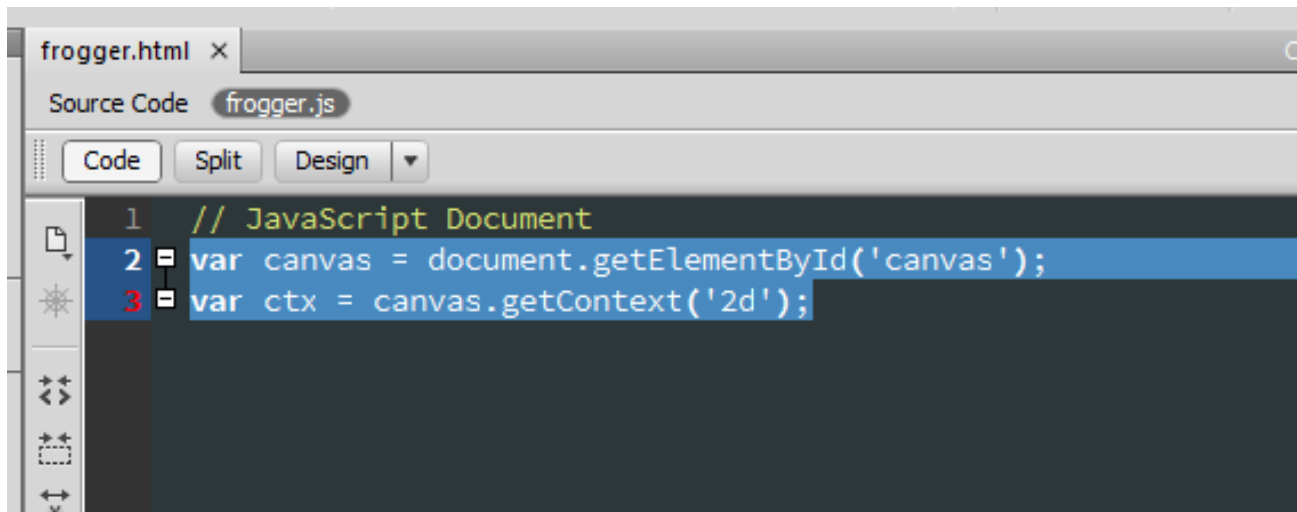 frogger.html ×
Source Code frogger.js
Code Split Design
1 // JavaScript Document
2 var canvas = document.getElementById('canvas');
3 var ctx = canvas.getContext('2d');